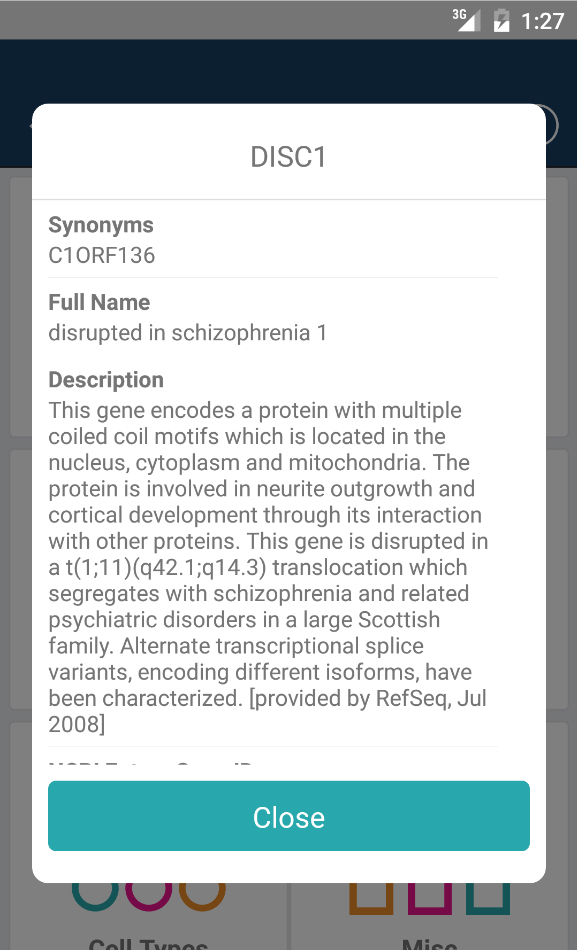 3G 1:27
DISC1
Synonyms
C1ORF136
Full Name
disrupted in schizophrenia 1
Description
This gene encodes a protein with multiple
coiled coil motifs which is located in the
nucleus, cytoplasm and mitochondria. The
protein is involved in neurite outgrowth and
cortical development through its interaction
with other proteins. This gene is disrupted in
a t(1;11)(q42.1;q14.3) translocation which
segregates with schizophrenia and related
psychiatric disorders in a large Scottish
family. Alternate transcriptional splice
variants, encoding different isoforms, have
been characterized. [provided by RefSeq, Jul
2008]
Close
Cell Types Misc